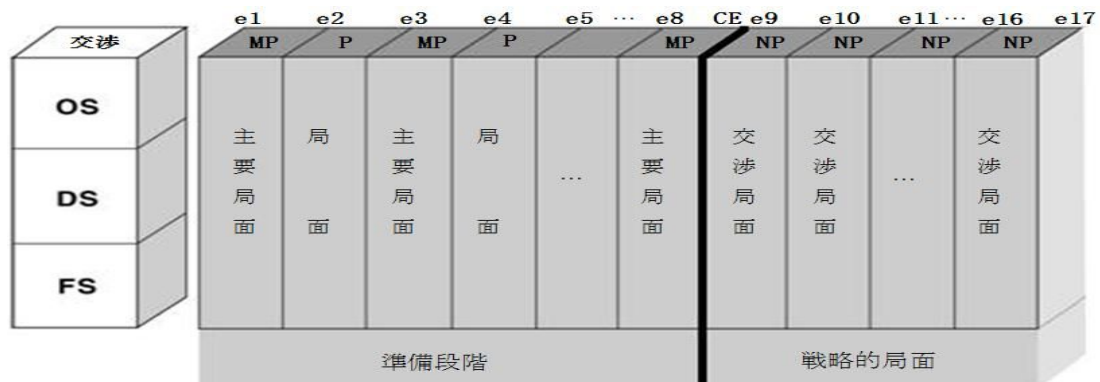 e1 e2 e3 e4 e5 … e8 CE e9 e10 e11… e16 e17
交渉 MP P MP P MP NP NP NP NP
OS
DS
FS
主要局面
局面
主要局面
局面
…
主要局面
交渉局面
交渉局面
…
交渉局面
準備段階 戦略的局面